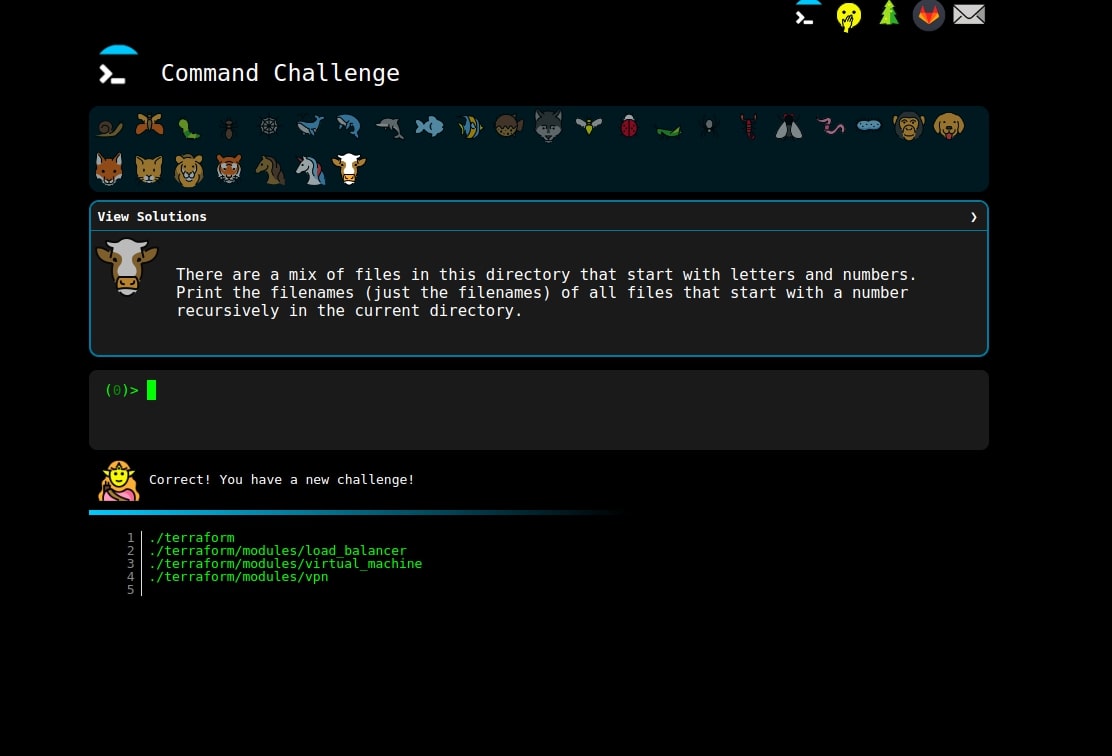 Command Challenge
View Solutions ❯
There are a mix of files in this directory that start with letters and numbers.
Print the filenames (just the filenames) of all files that start with a number
recursively in the current directory.
(0)>
Correct! You have a new challenge!
1 ./terraform
2 ./terraform/modules/load_balancer
3 ./terraform/modules/virtual_machine
4 ./terraform/modules/vpn
5